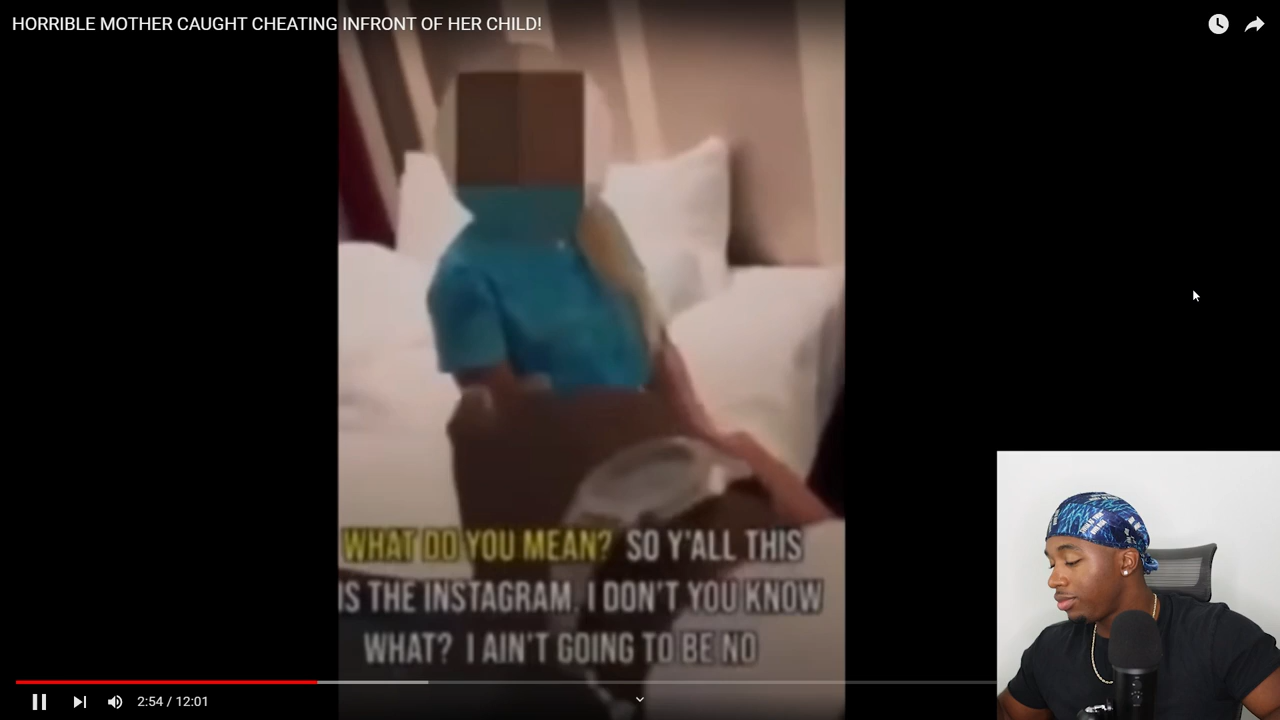 HORRIBLE MOTHER CAUGHT CHEATING INFRONT OF HER CHILD!
WHAT DO YOU MEAN? SO Y'ALL THIS
IS THE INSTAGRAM, I DON'T YOU KNOW
WHAT? I AIN'T GOING TO BE NO
2:54 / 12:01